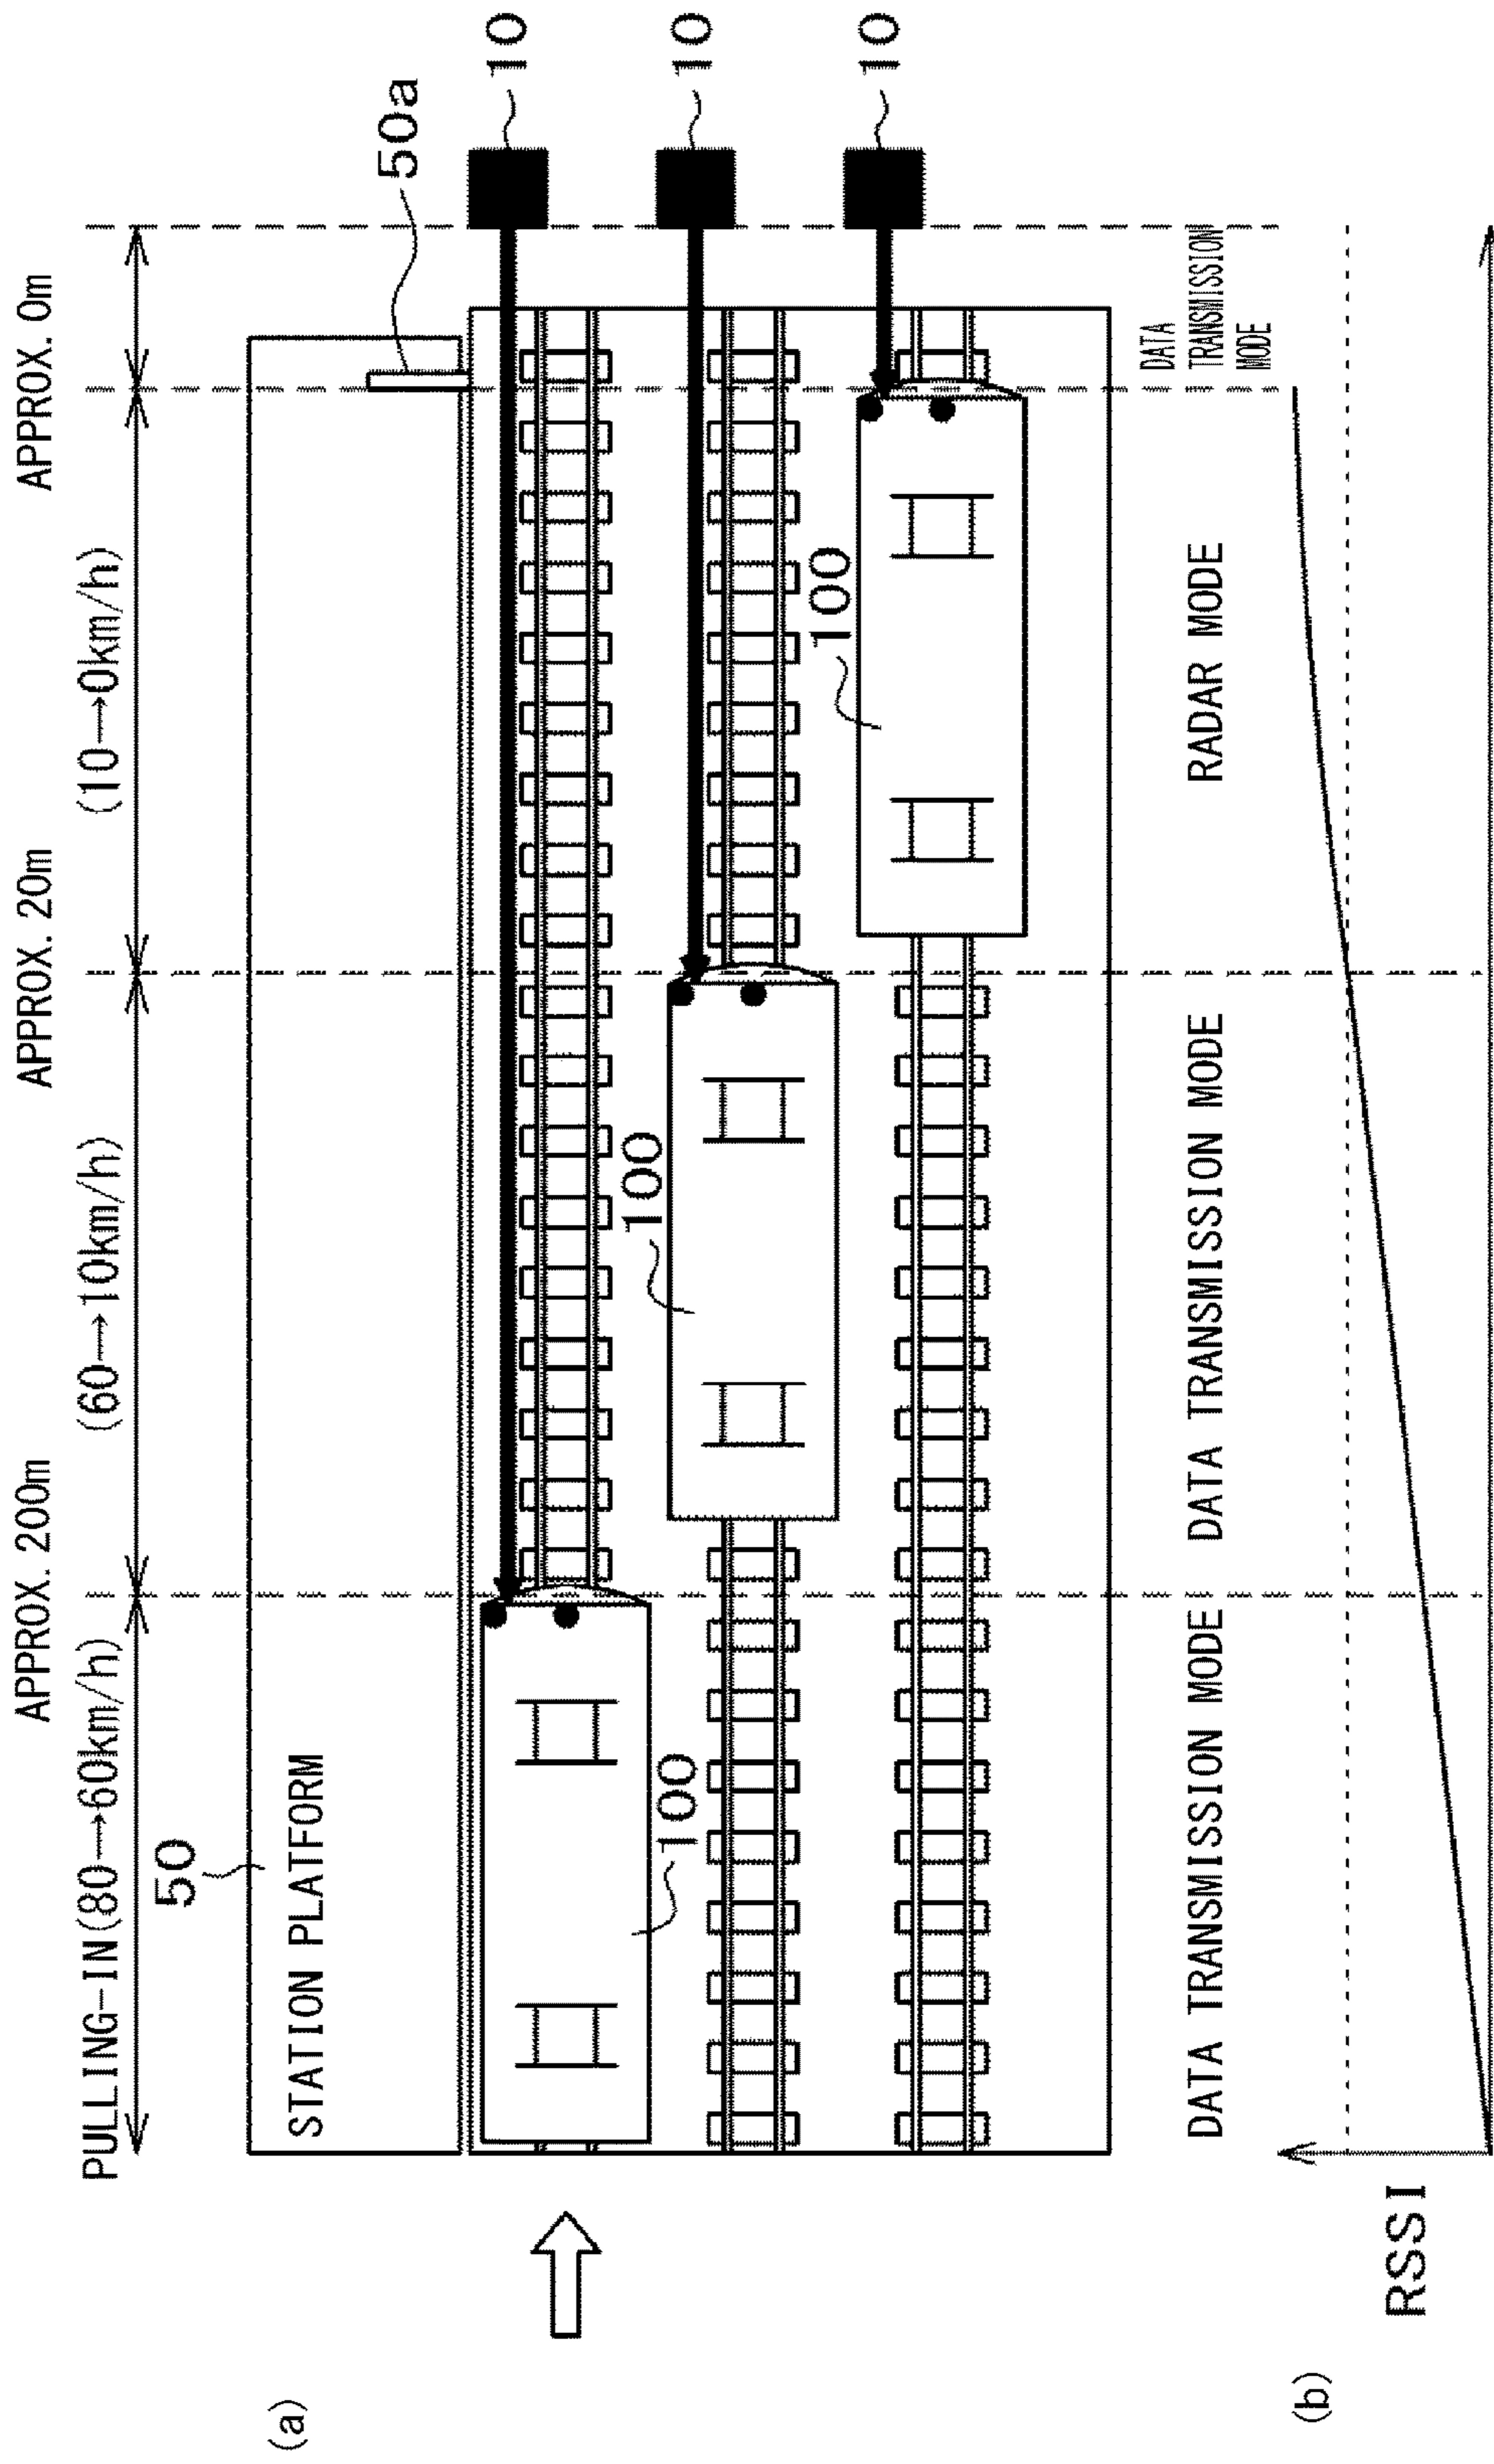 APPROX. 200m
APPROX. 20m
APPROX. 0m
PULLING-IN(80→60km/h)
(60→10km/h)
(10→0km/h)
50
50a
(a)
STATION PLATFORM
10
100
10
100
10
100
DATA TRANSMISSION MODE
DATA TRANSMISSION MODE
RADAR MODE
DATA
TRANSMISSION
MODE
(b)
RSSI